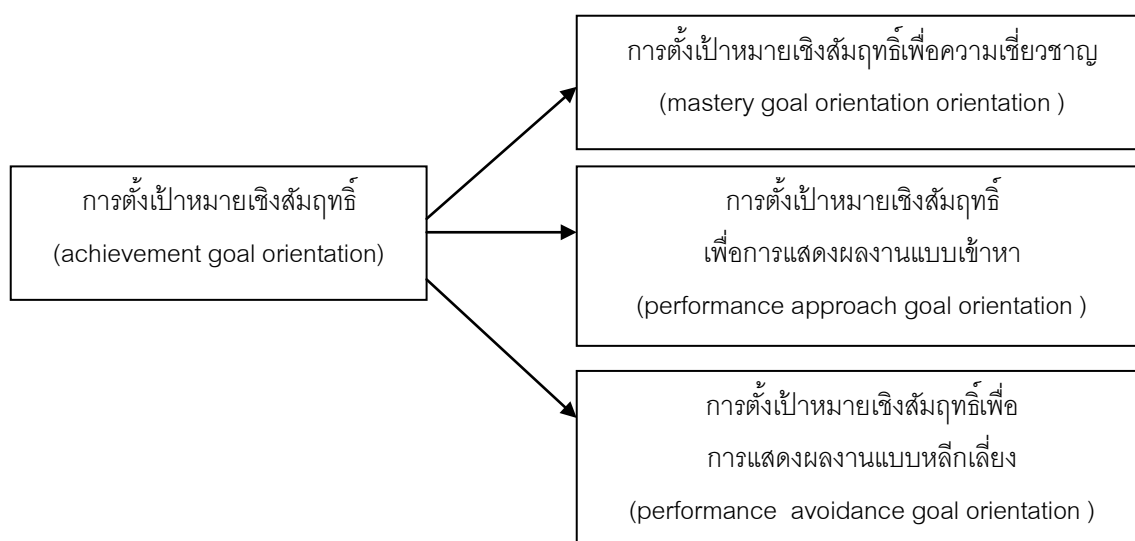 การตั้งเป้าหมายเชิงสัมฤทธิ์เพื่อความเชี่ยวชาญ
(mastery goal orientation orientation )
การตั้งเป้าหมายเชิงสัมฤทธิ์
(achievement goal orientation)
การตั้งเป้าหมายเชิงสัมฤทธิ์
เพื่อการแสดงผลงานแบบเข้าหา
(performance approach goal orientation )
การตั้งเป้าหมายเชิงสัมฤทธิ์เพื่อ
การแสดงผลงานแบบหลีกเลี่ยง
(performance avoidance goal orientation )